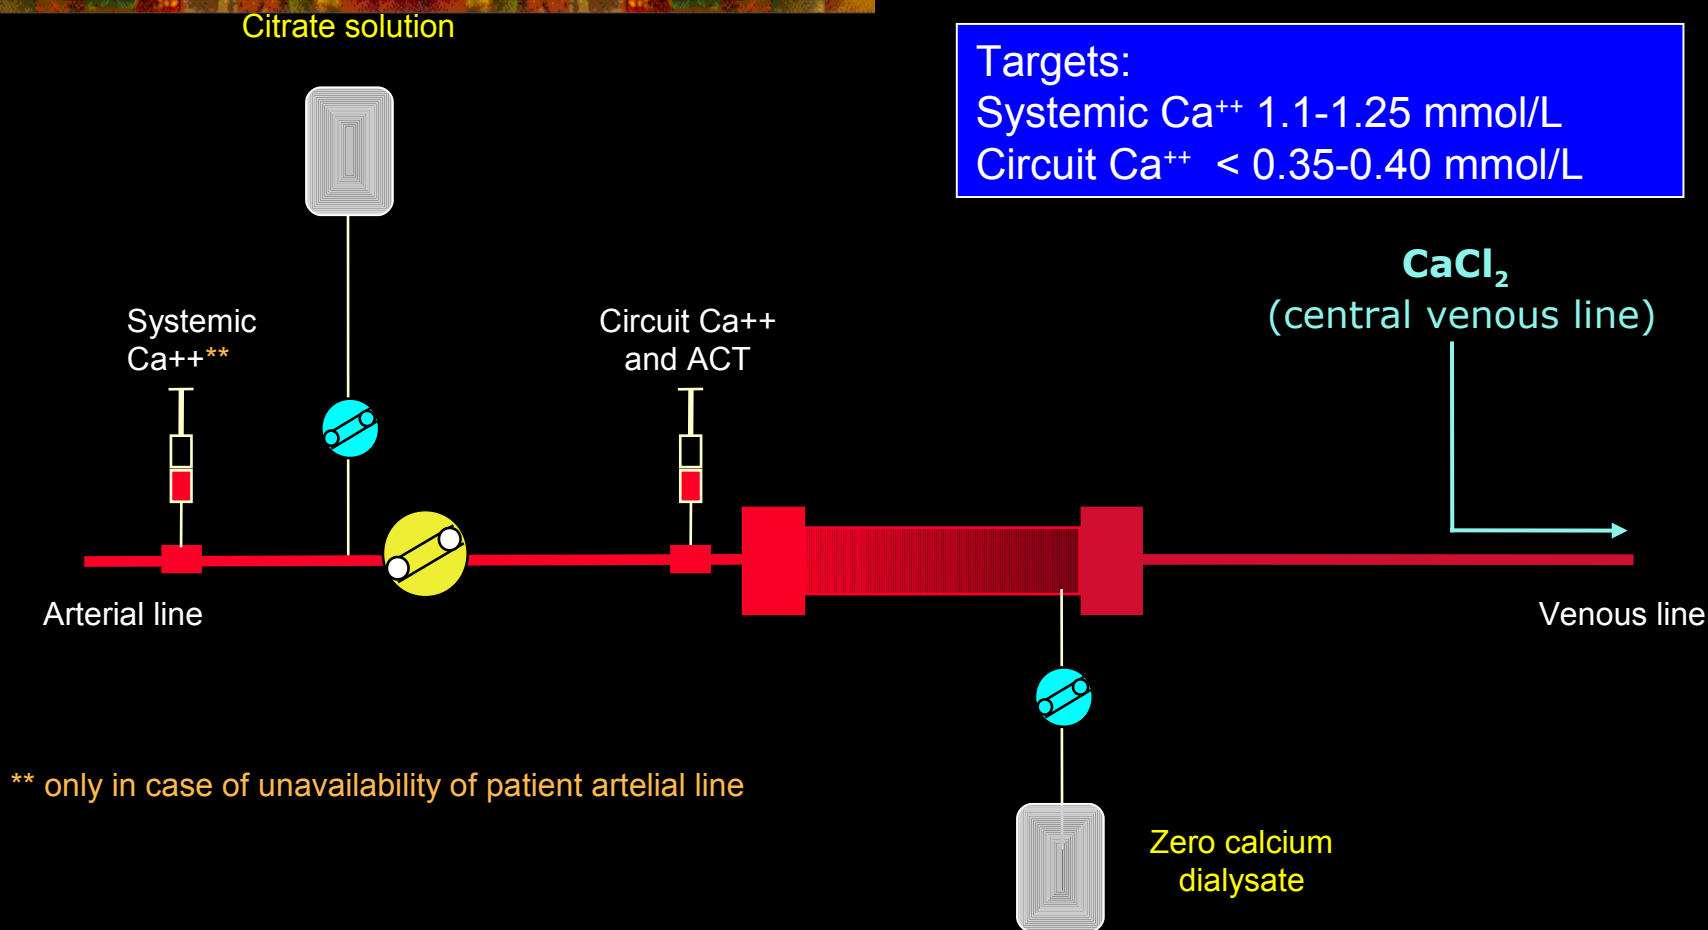 Citrate solution
Targets:
Systemic Ca⁺⁺ 1.1-1.25 mmol/L
Circuit Ca⁺⁺ < 0.35-0.40 mmol/L
CaCl₂
(central venous line)
Systemic
Ca++**
Circuit Ca++
and ACT
Arterial line
Venous line
** only in case of unavailability of patient artelial line
Zero calcium
dialysate